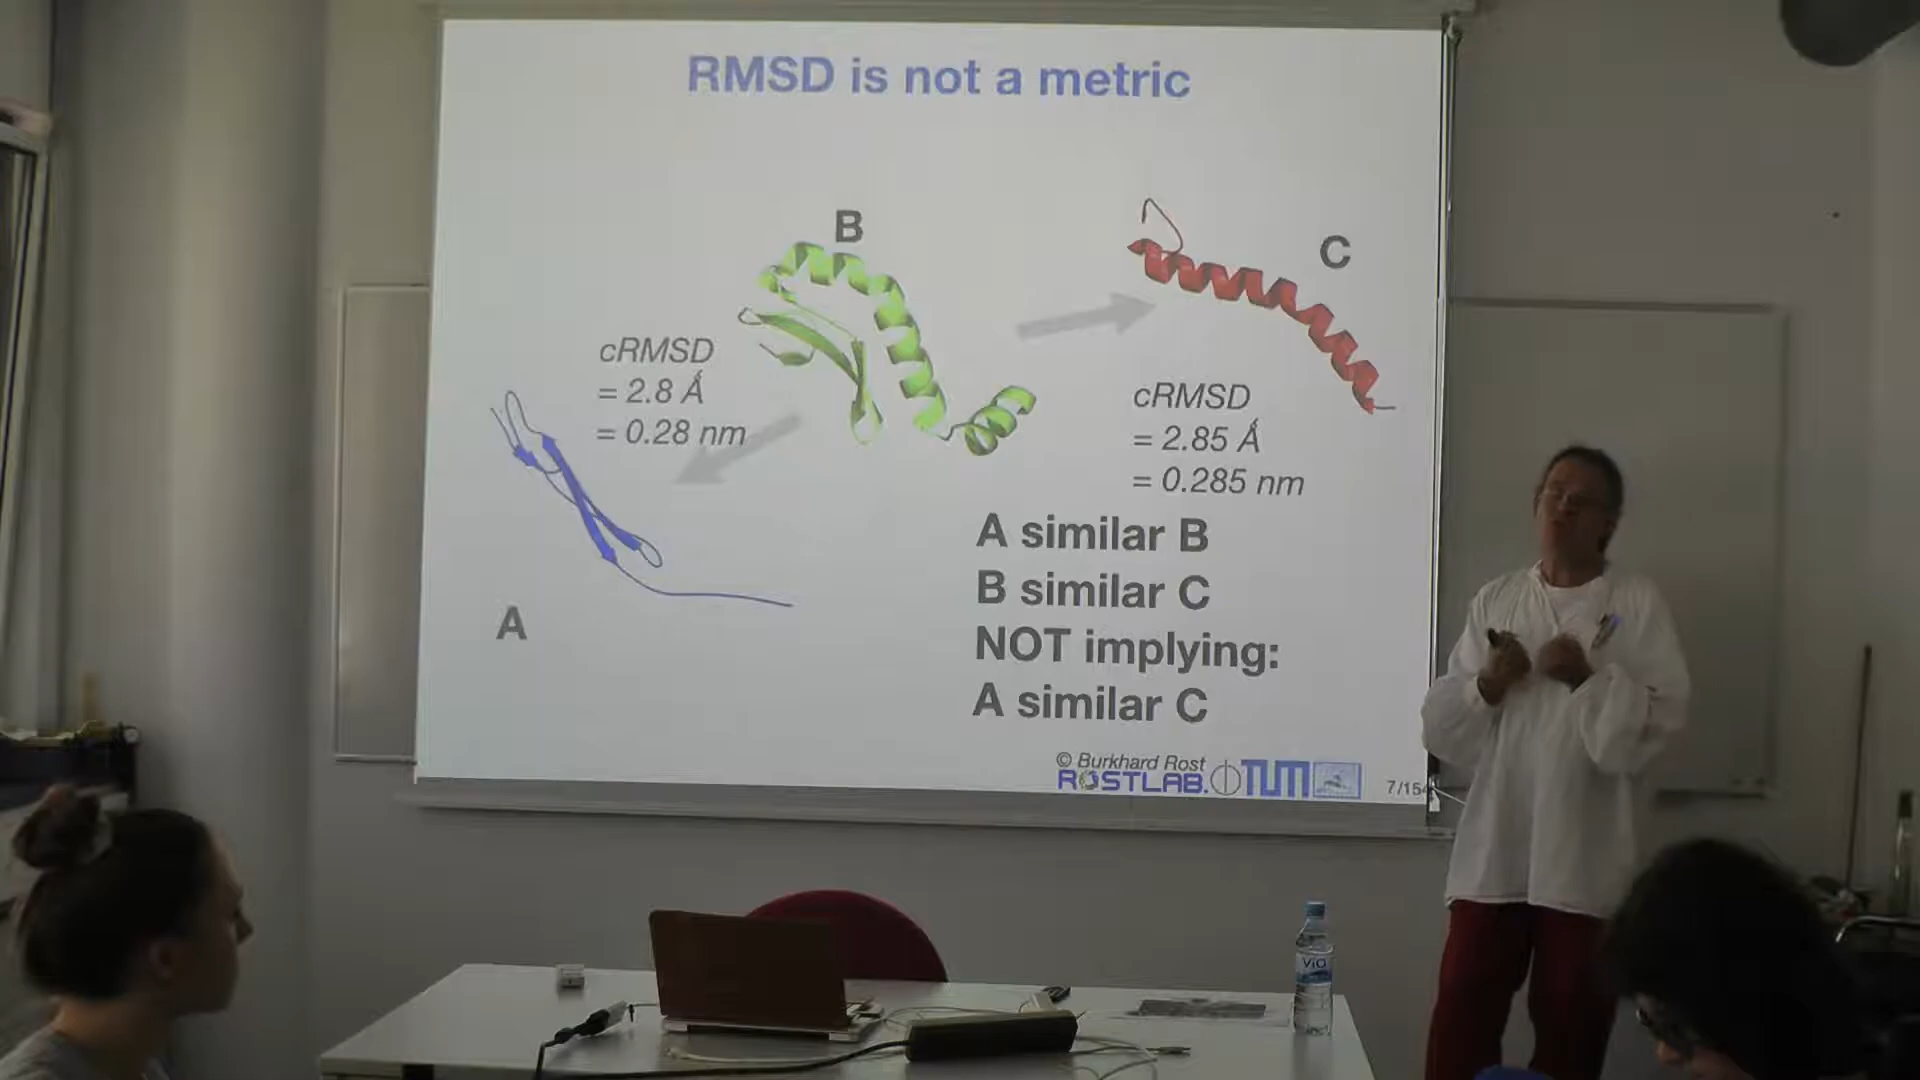 RMSD is not a metric
B
C
cRMSD
= 2.8 Å
= 0.28 nm
cRMSD
= 2.85 Å
= 0.285 nm
A similar B
B similar C
NOT implying:
A similar C
A
© Burkhard Rost
ROSTLAB.
TUM
7/154
ViO